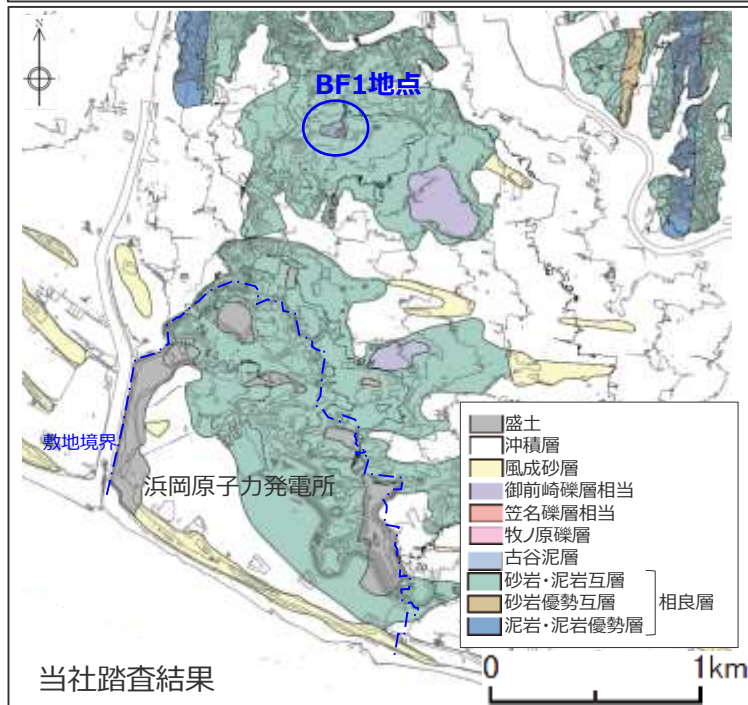 N
BF1地点
敷地境界
浜岡原子力発電所
盛土
沖積層
風成砂層
御前崎礫層相当
笠名礫層相当
牧ノ原礫層
古谷泥層
砂岩・泥岩互層
砂岩優勢互層
泥岩・泥岩優勢層
相良層
当社踏査結果
0 1km